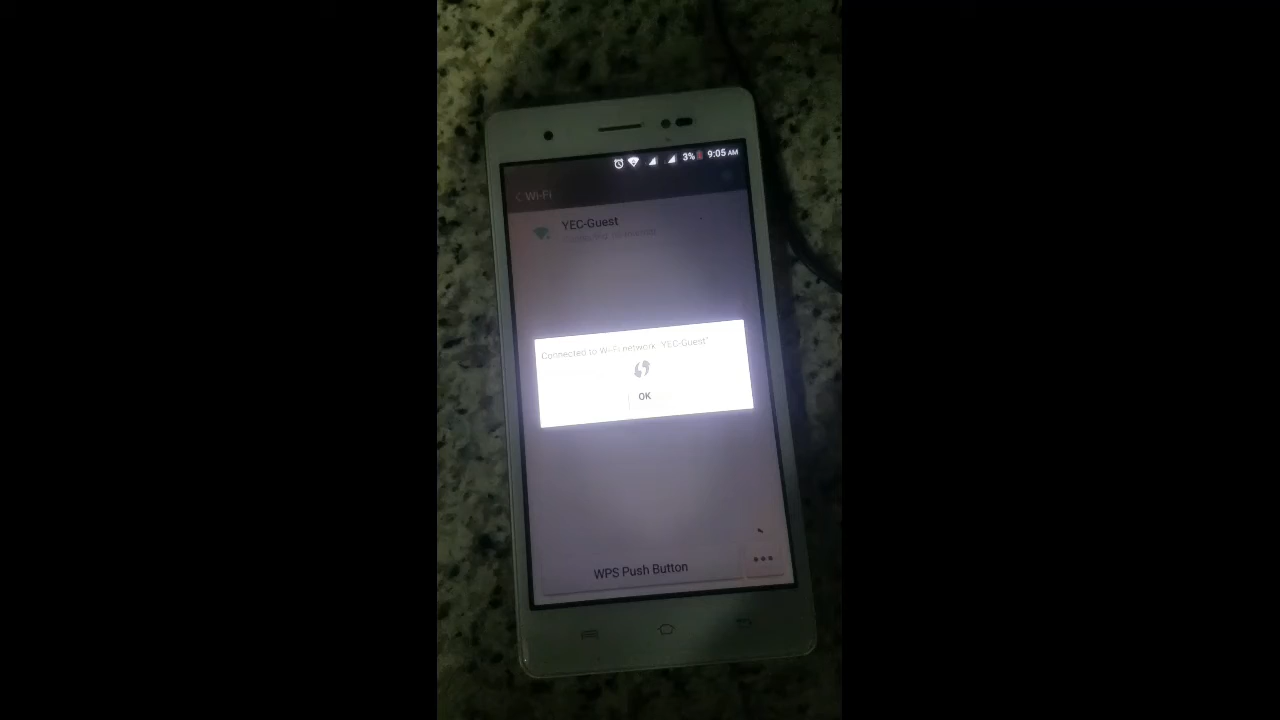 3% 9:05 AM
Wi-Fi
YEC-Guest
Connected to Wi-Fi network "YEC-Guest"
OK
WPS Push Button